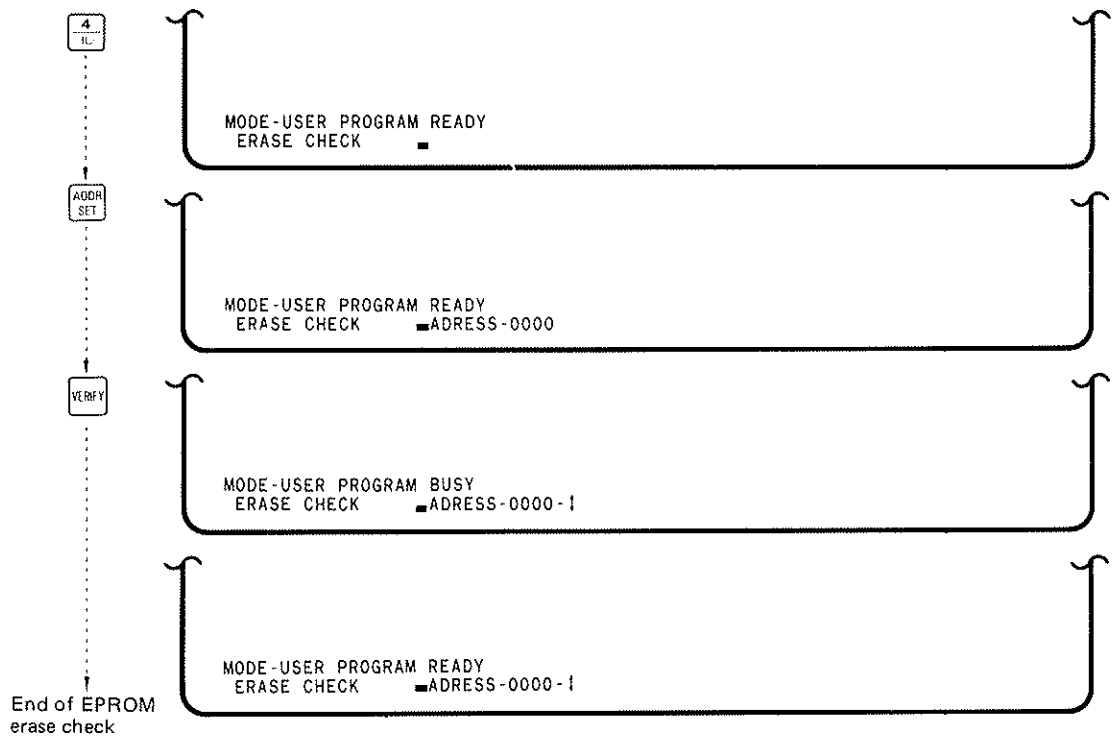 4
MODE-USER PROGRAM READY
ERASE CHECK
ADDR
SET
MODE-USER PROGRAM READY
ERASE CHECK ADRESS-0000
VERIFY
MODE-USER PROGRAM BUSY
ERASE CHECK ADRESS-0000-1
MODE-USER PROGRAM READY
ERASE CHECK ADRESS-0000-1
End of EPROM
erase check